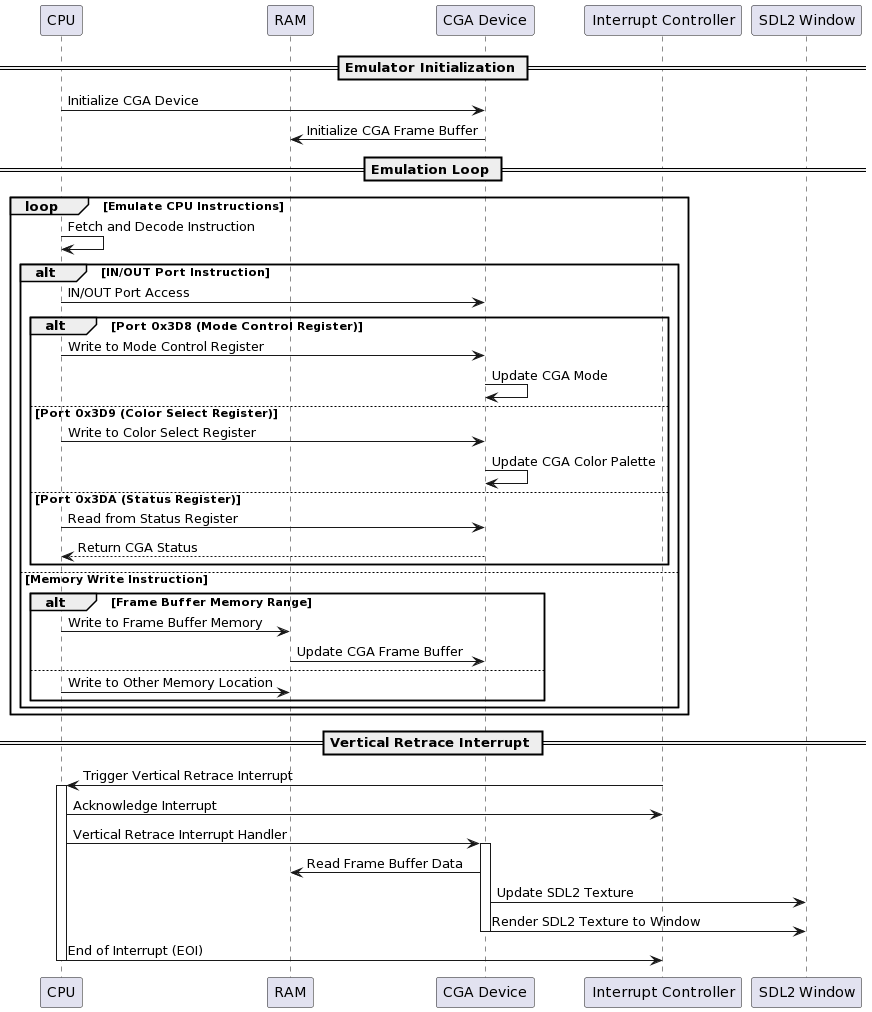 CPU RAM CGA Device Interrupt Controller SDL2 Window
Emulator Initialization
Initialize CGA Device
Initialize CGA Frame Buffer
Emulation Loop
loop [Emulate CPU Instructions]
Fetch and Decode Instruction
alt [IN/OUT Port Instruction]
IN/OUT Port Access
alt [Port 0x3D8 (Mode Control Register)]
Write to Mode Control Register
Update CGA Mode
[Port 0x3D9 (Color Select Register)]
Write to Color Select Register
Update CGA Color Palette
[Port 0x3DA (Status Register)]
Read from Status Register
Return CGA Status
[Memory Write Instruction]
alt [Frame Buffer Memory Range]
Write to Frame Buffer Memory
Update CGA Frame Buffer
Write to Other Memory Location
Vertical Retrace Interrupt
Trigger Vertical Retrace Interrupt
Acknowledge Interrupt
Vertical Retrace Interrupt Handler
Read Frame Buffer Data
Update SDL2 Texture
Render SDL2 Texture to Window
End of Interrupt (EOI)
CPU RAM CGA Device Interrupt Controller SDL2 Window